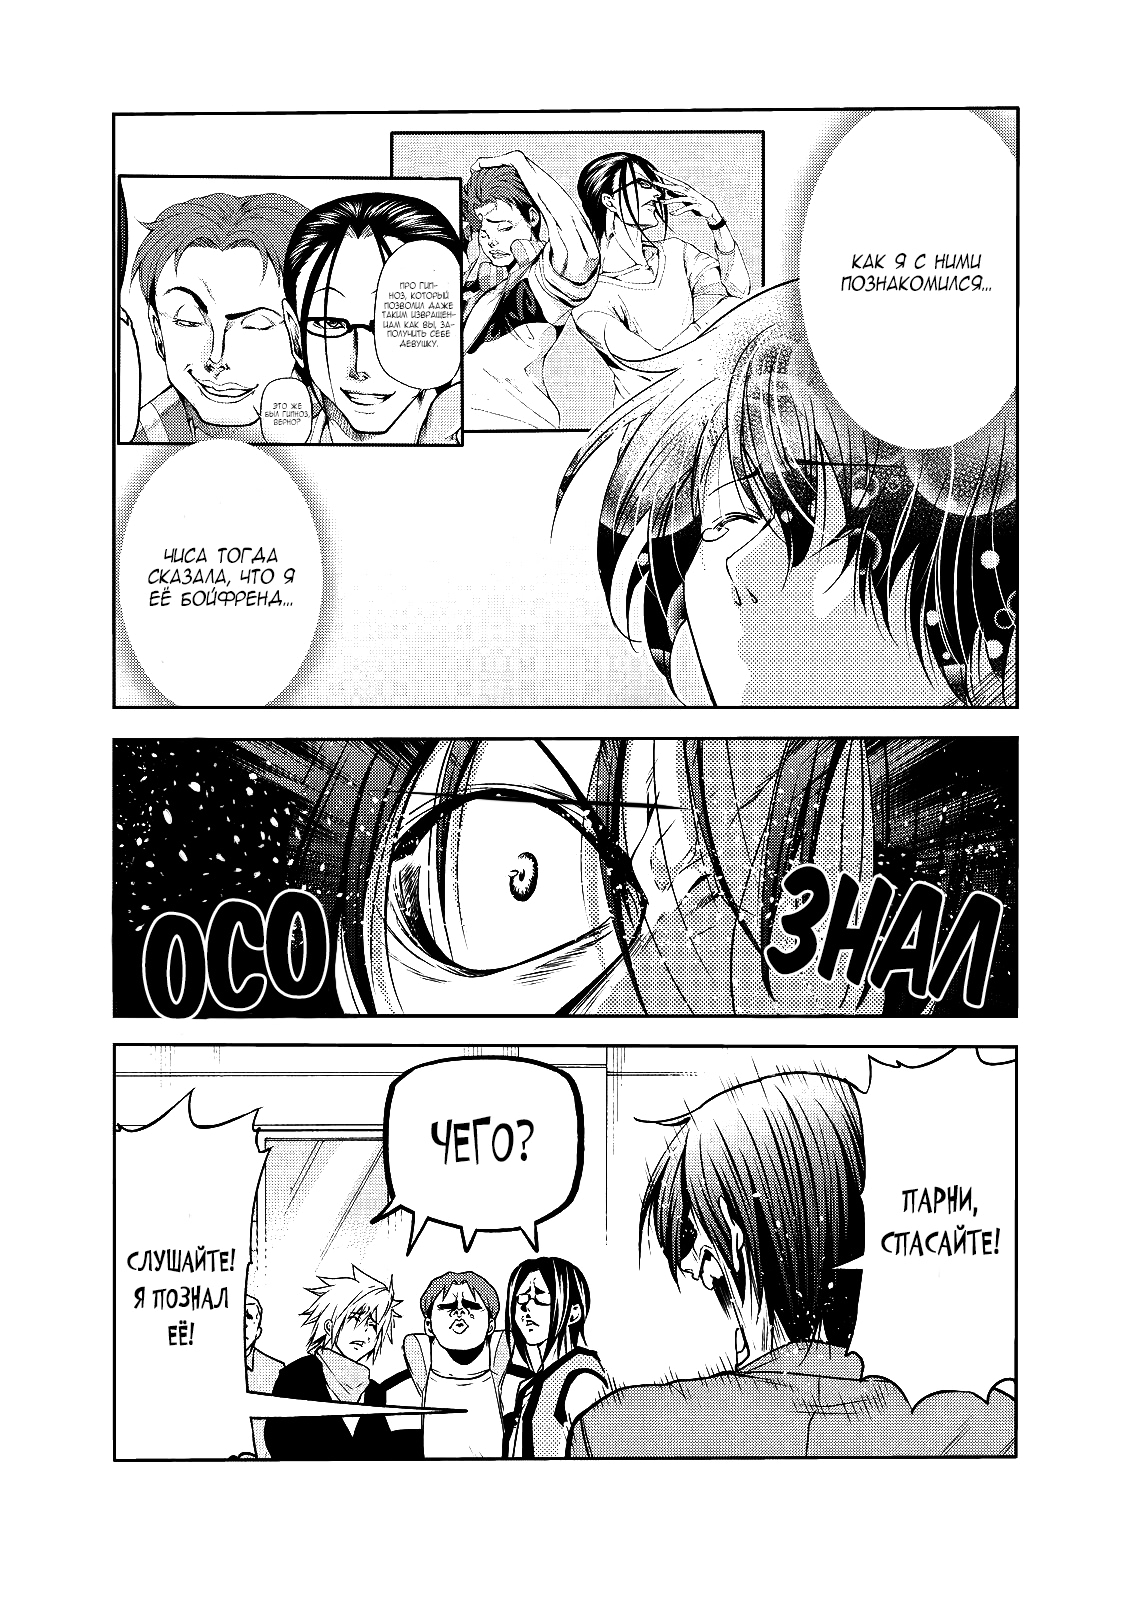 КАК Я С НИМИ
ПОЗНАКОМИЛСЯ...
ПРО ГИП-
НОЗ, КОТОРЫЙ
ПОЗВОЛИЛ ДАЖЕ
ТАКИМ ИЗВРАЩЕН-
ЦАМ КАК ВЫ, ЗА-
ПОЛУЧИТЬ СЕБЕ
ДЕВУШКУ.
ЭТО ЖЕ
БЫЛ ГИПНОЗ,
ВЕРНО?
ЧИСА ТОГДА
СКАЗАЛА, ЧТО Я
ЕЁ БОЙФРЕНД...
ОСО
ЗНАЛ
ПАРНИ,
СПАСАЙТЕ!
ЧЕГО?
СЛУШАЙТЕ!
Я ПОЗНАЛ
ЕЁ!